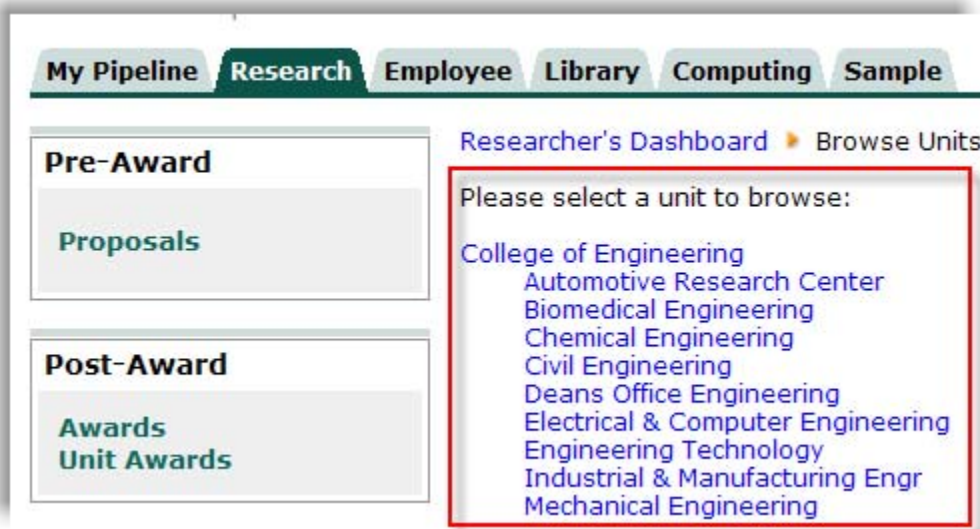 My Pipeline Research Employee Library Computing Sample
Pre-Award
Proposals
Post-Award
Awards
Unit Awards
Researcher's Dashboard Browse Units
Please select a unit to browse:
College of Engineering
Automotive Research Center
Biomedical Engineering
Chemical Engineering
Civil Engineering
Deans Office Engineering
Electrical & Computer Engineering
Engineering Technology
Industrial & Manufacturing Engr
Mechanical Engineering